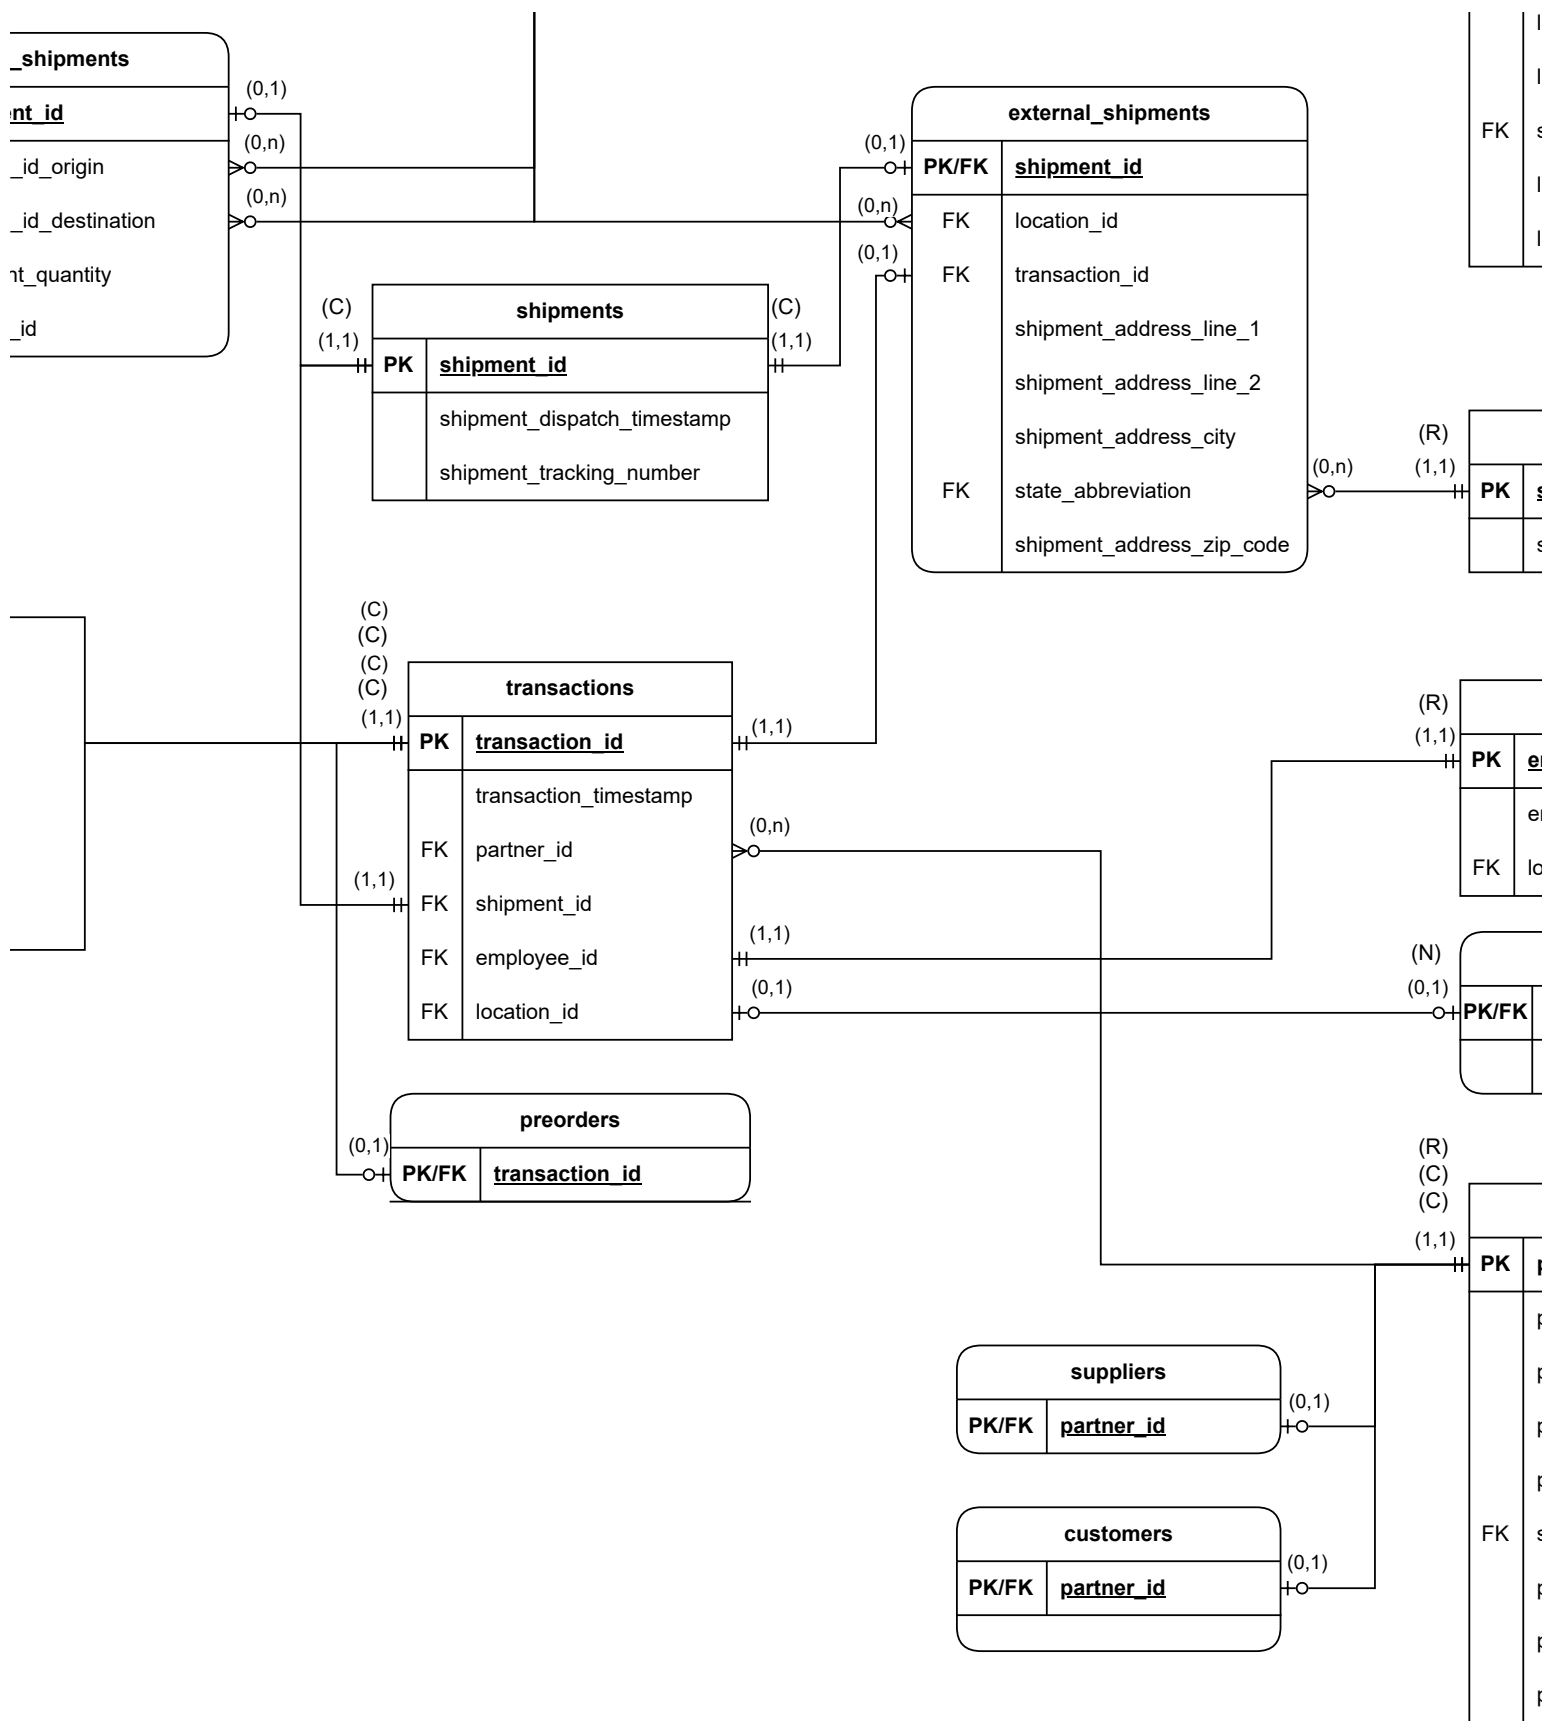 _shipments
nt_id
_id_origin
_id_destination
nt_quantity
_id
(0,1)
(0,n)
(0,n)
external_shipments
(0,1)
PK/FK shipment_id
(0,n)
FK location_id
(0,1)
FK transaction_id
shipment_address_line_1
shipment_address_line_2
shipment_address_city
FK state_abbreviation
shipment_address_zip_code
(0,n)
FK
(C)
(1,1)
shipments
(C)
(1,1)
PK shipment_id
shipment_dispatch_timestamp
shipment_tracking_number
(R)
(1,1)
PK
(C)
(C)
(C)
(C)
(1,1)
transactions
PK transaction_id
(1,1)
transaction_timestamp
FK partner_id
(0,n)
(1,1)
FK shipment_id
FK employee_id
(1,1)
FK location_id
(0,1)
(R)
(1,1)
PK
FK lo
(N)
(0,1)
PK/FK
preorders
(0,1)
PK/FK transaction_id
(R)
(C)
(C)
(1,1)
PK
FK
suppliers
PK/FK partner_id
(0,1)
customers
PK/FK partner_id
(0,1)